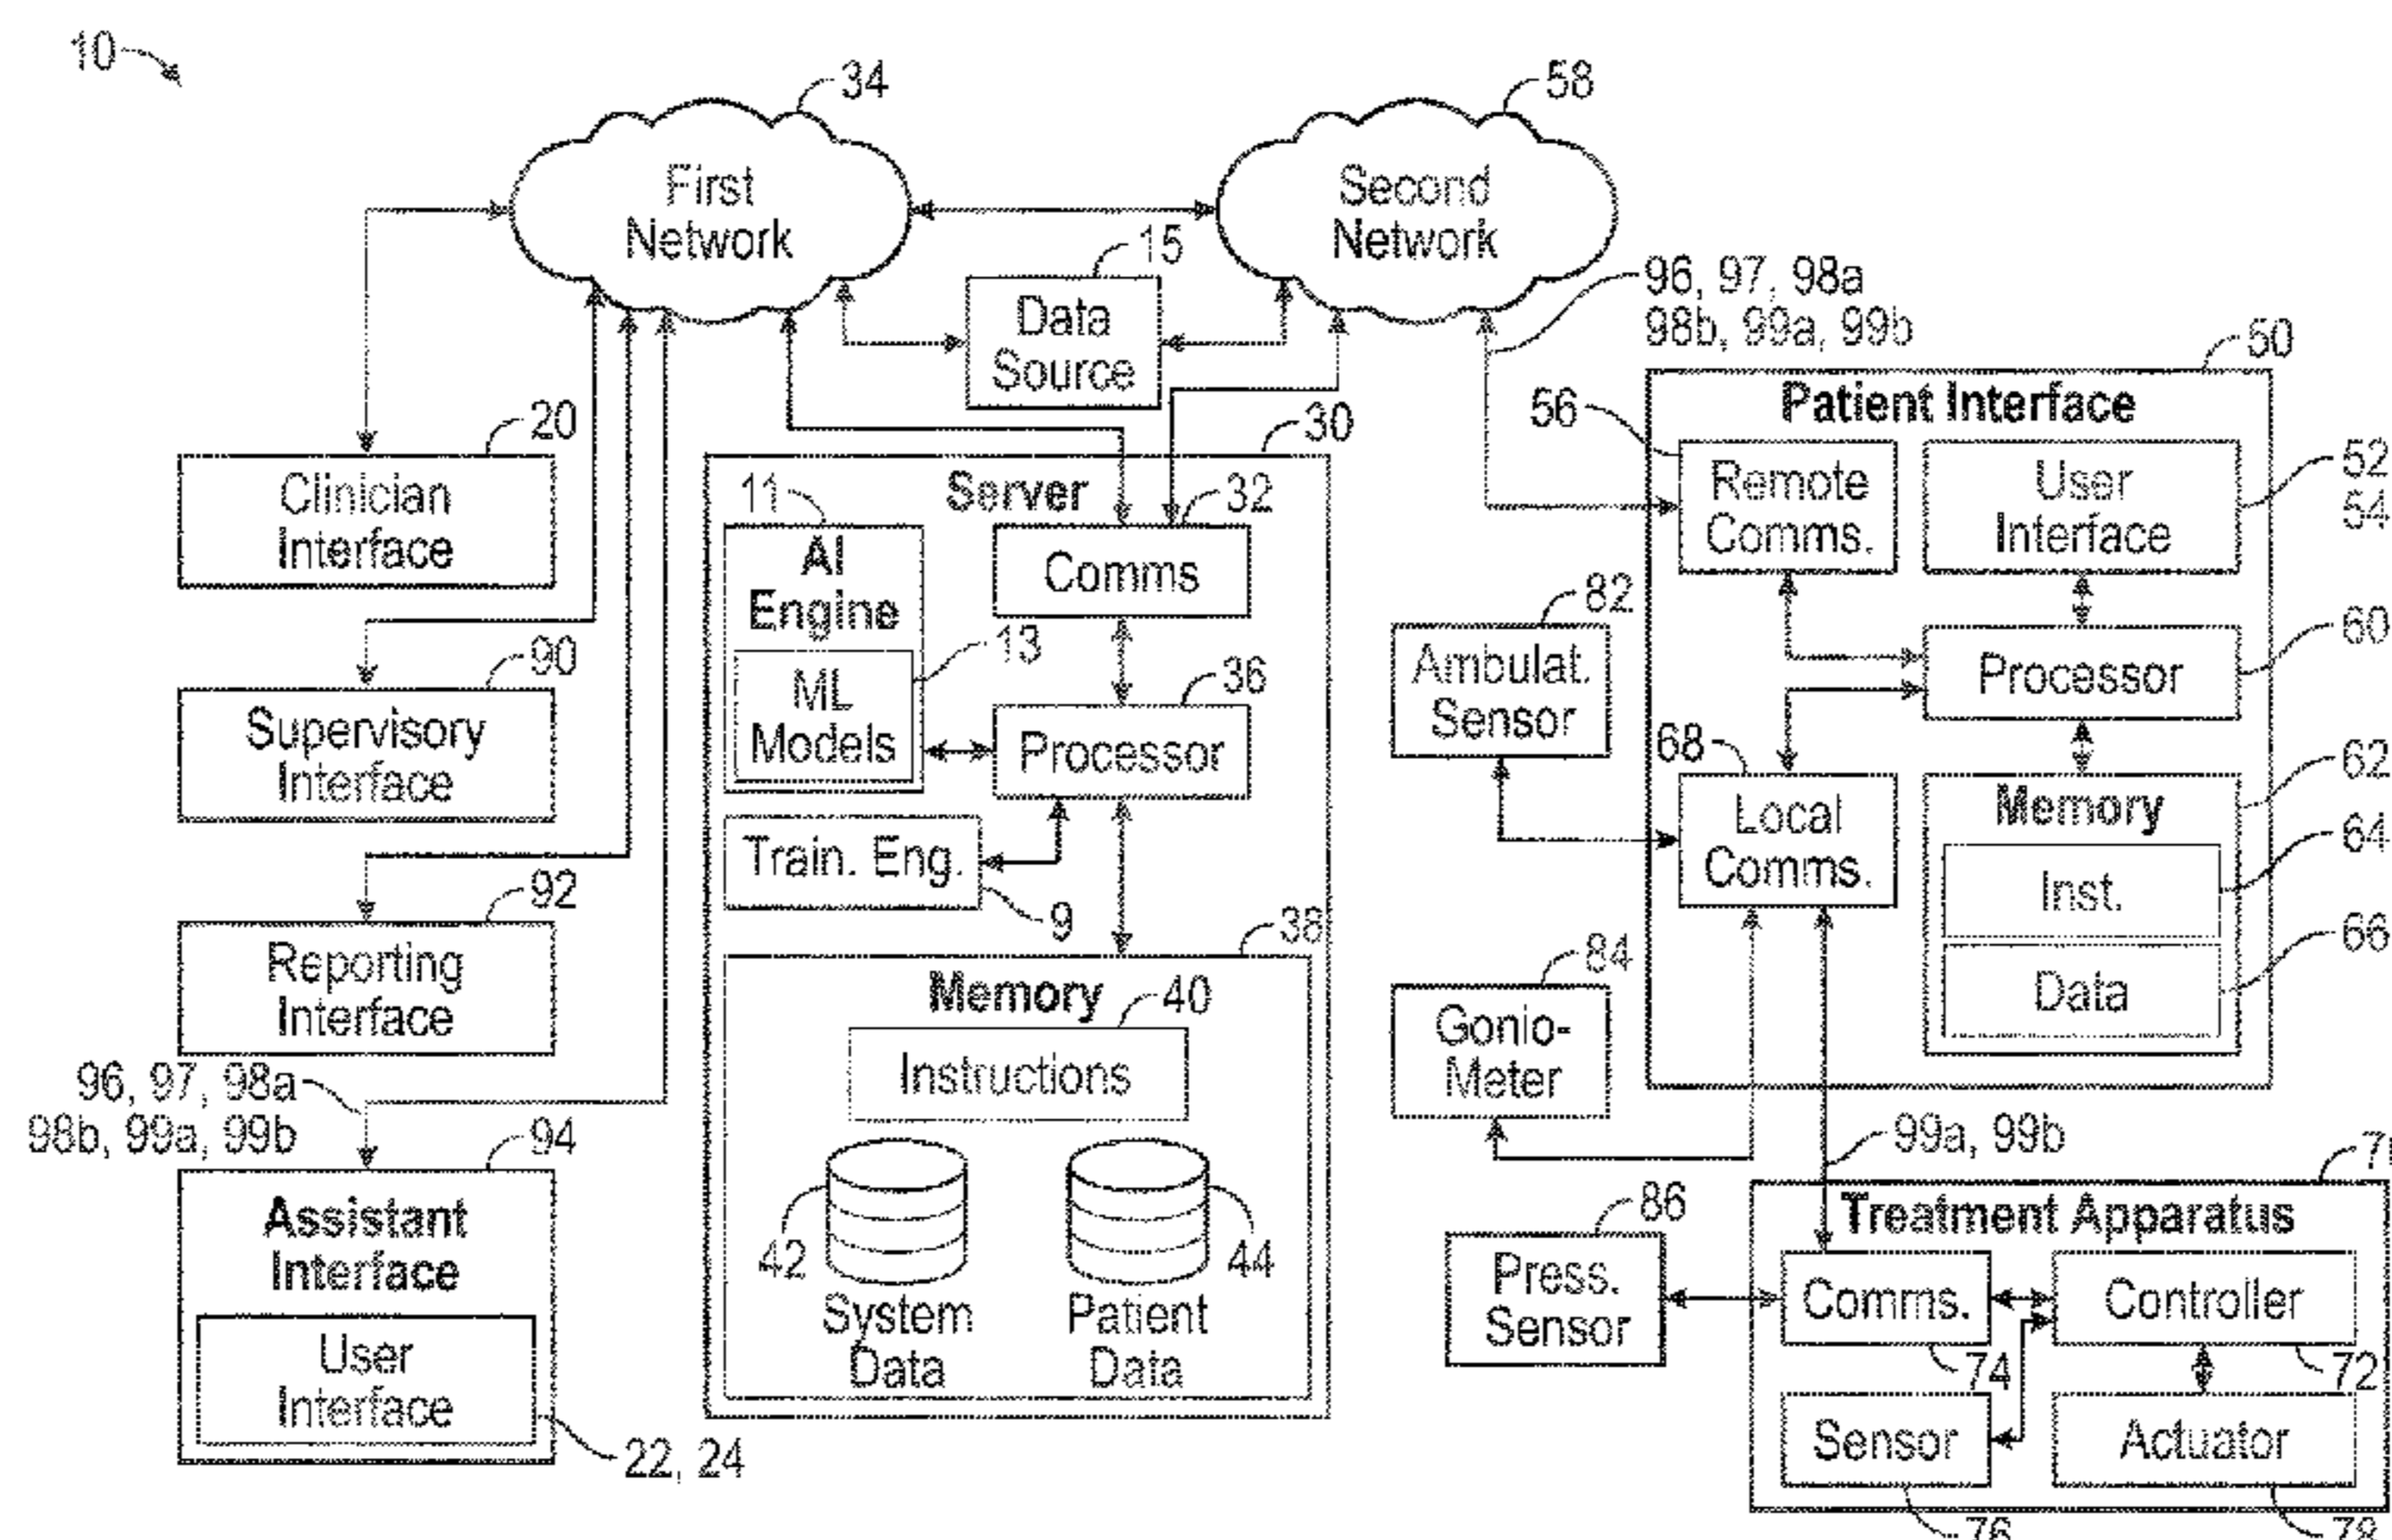 10
34
58
First
Network
Second
Network
15
Data
Source
96, 97, 98a
98b, 99a, 99b
20
Clinician
Interface
90
Supervisory
Interface
92
Reporting
Interface
96, 97, 98a
98b, 99a, 99b
94
Assistant
Interface
User
Interface
22, 24
30
Server
11
AI
Engine
13
ML
Models
32
Comms
36
Processor
Train. Eng.
9
38
Memory
40
Instructions
42
System
Data
44
Patient
Data
50
Patient Interface
56
Remote
Comms.
User
Interface
52
54
Processor
60
68
Local
Comms.
62
Memory
64
Inst.
66
Data
82
Ambulat.
Sensor
84
Gonio-
Meter
99a, 99b
86
Press.
Sensor
Treatment Apparatus
Comms.
74
Controller
72
Sensor
76
Actuator
78